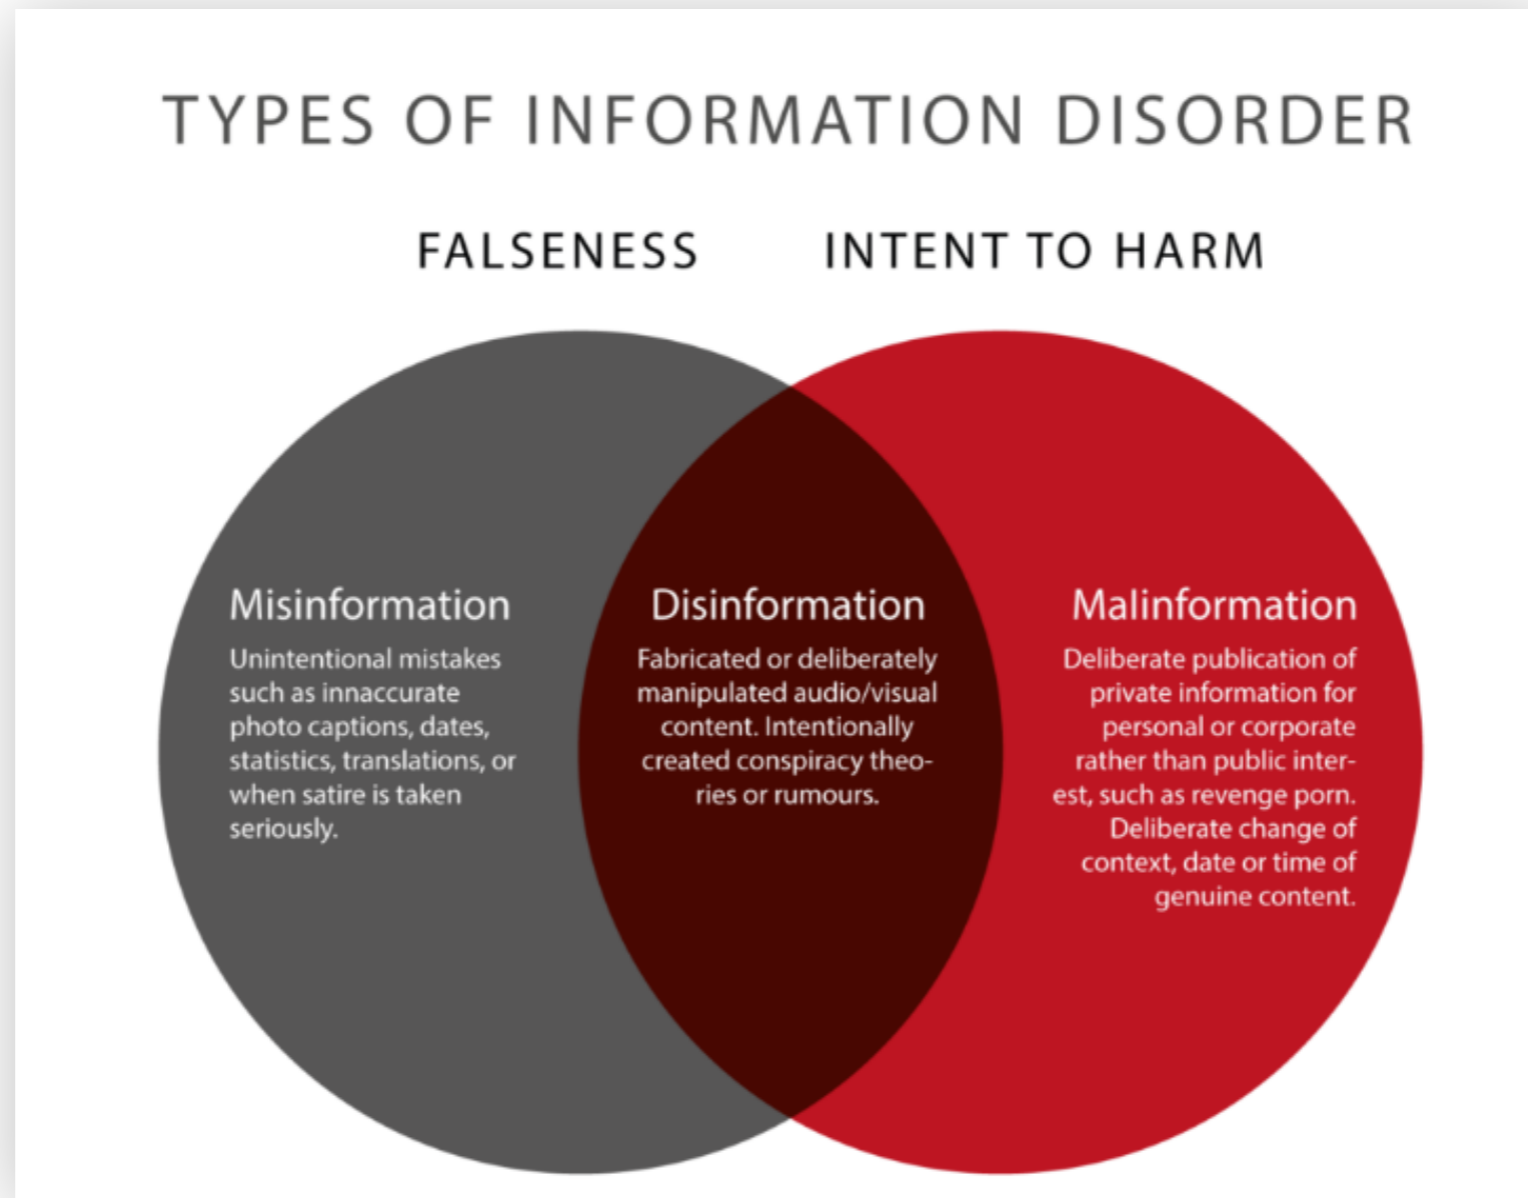 TYPES OF INFORMATION DISORDER
FALSENESS
INTENT TO HARM
Misinformation
Unintentional mistakes
such as innaccurate
photo captions, dates,
statistics, translations, or
when satire is taken
seriously.
Disinformation
Fabricated or deliberately
manipulated audio/visual
content. Intentionally
created conspiracy theo-
ries or rumours.
Malinformation
Deliberate publication of
private information for
personal or corporate
rather than public inter-
est, such as revenge porn.
Deliberate change of
context, date or time of
genuine content.